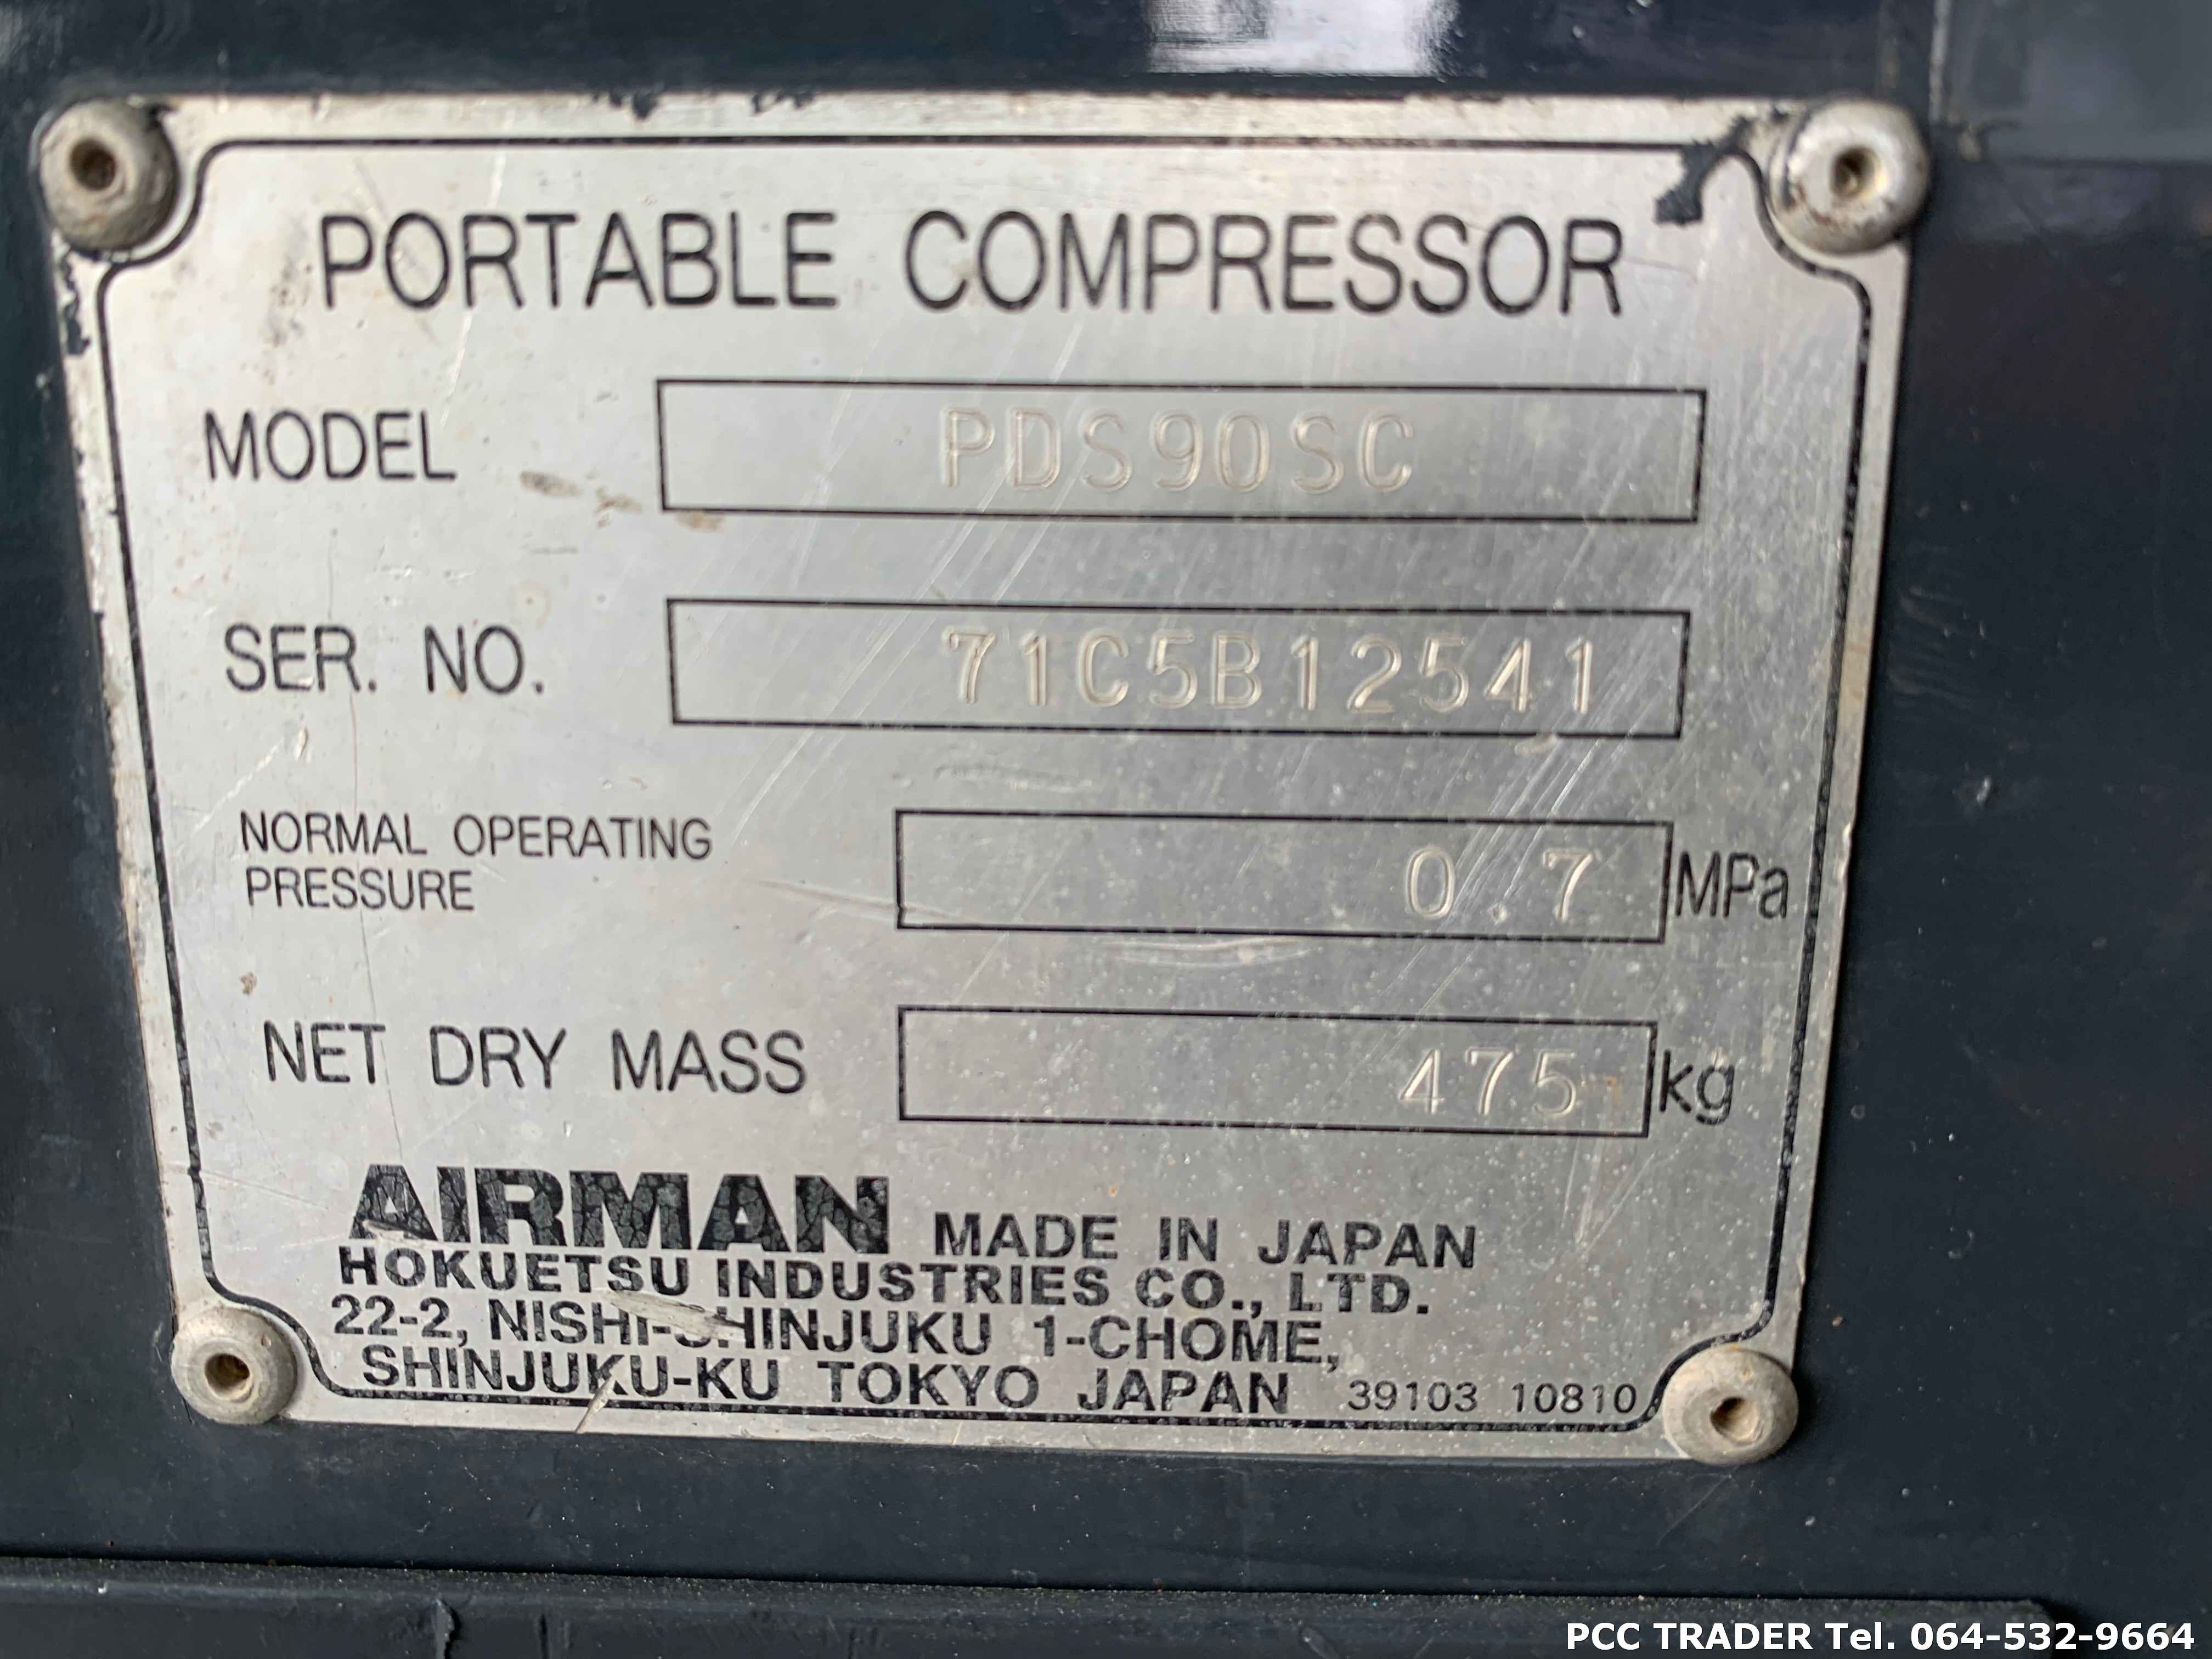 PORTABLE COMPRESSOR
MODEL PDS90SC
SER. NO. 71C5B12541
NORMAL OPERATING
PRESSURE 0.7 MPa
NET DRY MASS 475 kg
AIRMAN MADE IN JAPAN
HOKUETSU INDUSTRIES CO., LTD.
22-2, NISHI-SHINJUKU 1-CHOME,
SHINJUKU-KU TOKYO JAPAN 39103 10810
PCC TRADER Tel. 064-532-9664